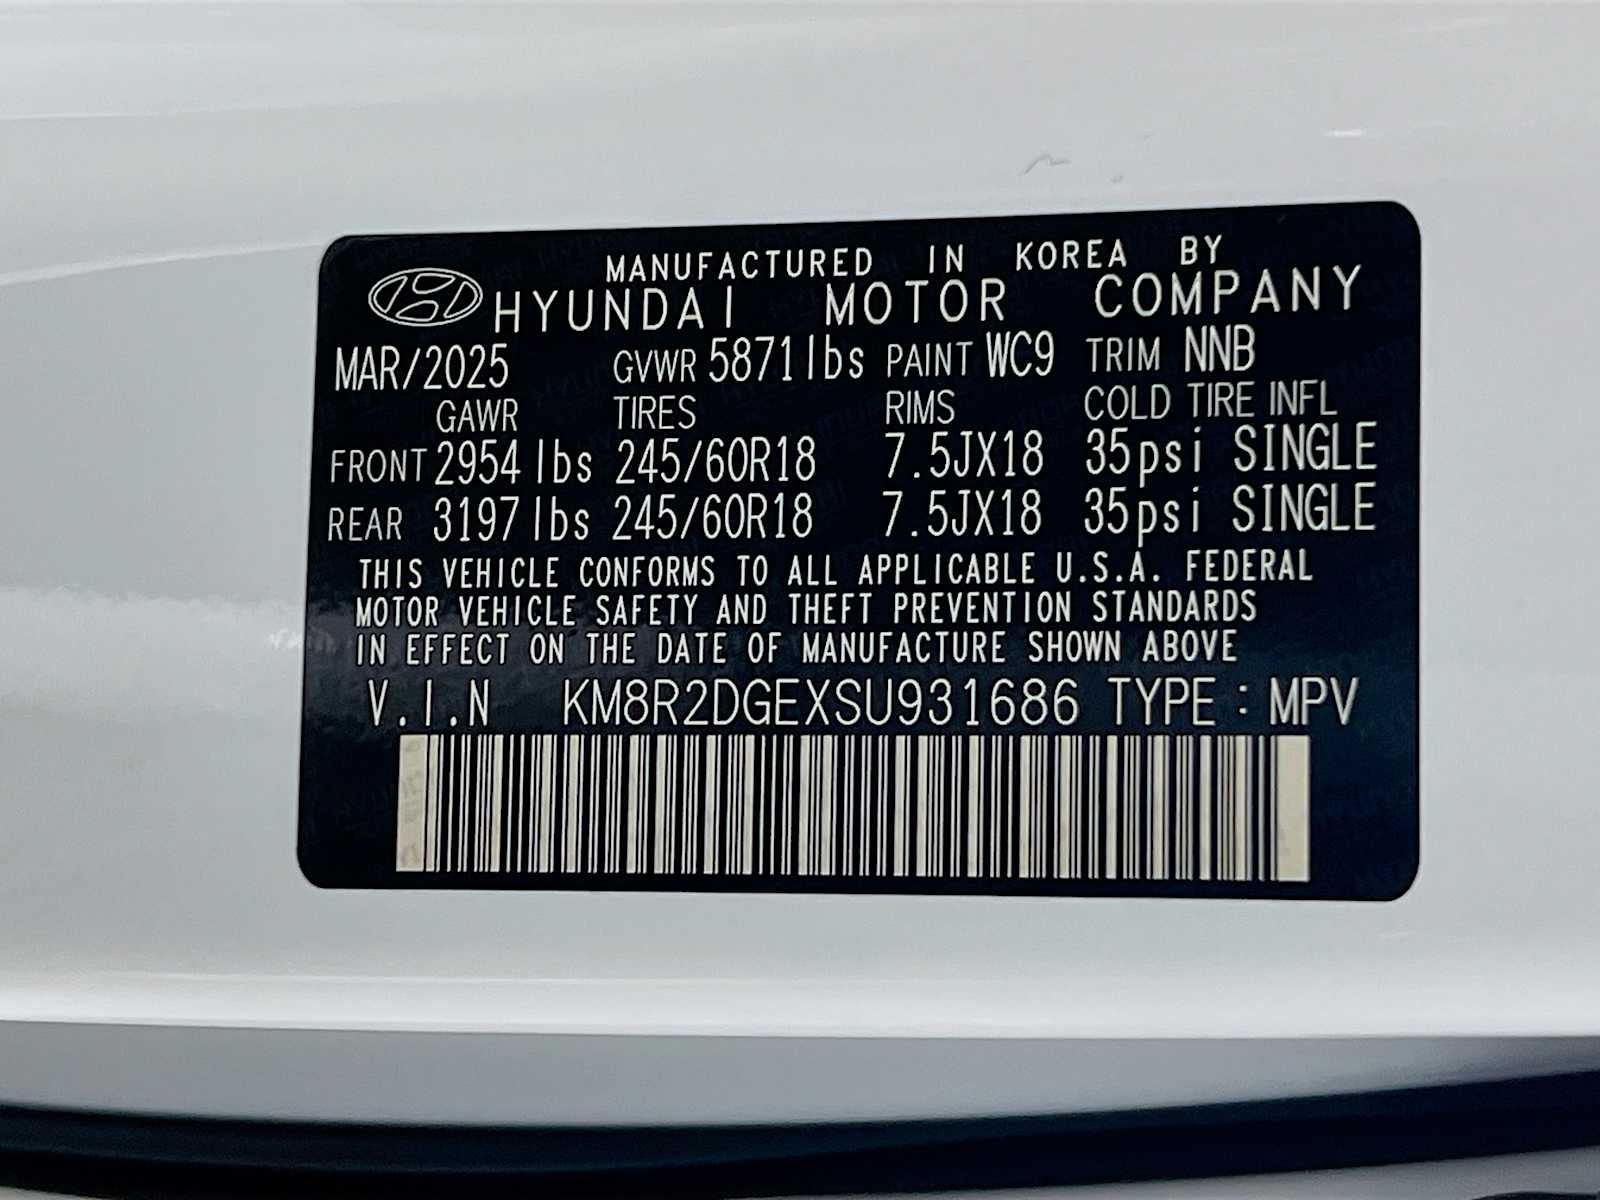 MANUFACTURED IN KOREA BY
HYUNDAI MOTOR COMPANY
MAR/2025 GVWR 5871lbs PAINT WC9 TRIM NNB
GAWR TIRES RIMS COLD TIRE INFL
FRONT 2954lbs 245/60R18 7.5JX18 35psi SINGLE
REAR 3197lbs 245/60R18 7.5JX18 35psi SINGLE
THIS VEHICLE CONFORMS TO ALL APPLICABLE U.S.A. FEDERAL
MOTOR VEHICLE SAFETY AND THEFT PREVENTION STANDARDS
IN EFFECT ON THE DATE OF MANUFACTURE SHOWN ABOVE
V.I.N KM8R2DGEXSU931686 TYPE : MPV